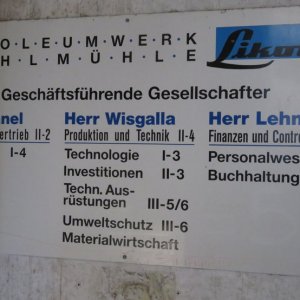 OLEUMWERK
HLMÜHLE
Likon
Geschäftsführende Gesellschafter
nel Herr Wisgalla Herr Lehn
ertrieb II-2 Produktion und Technik II-4 Finanzen und Contro
I-4 Technologie I-3 Personalwes
Investitionen II-3 Buchhaltung
Techn. Aus-
rüstungen III-5/6
Umweltschutz III-6
Materialwirtschaft